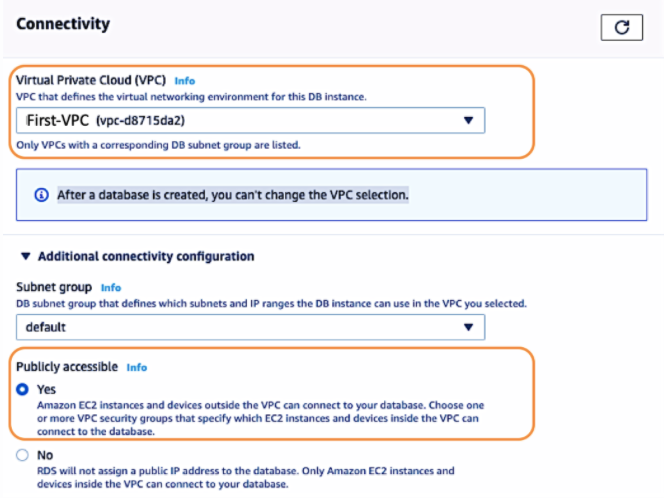 Connectivity
Virtual Private Cloud (VPC) Info
VPC that defines the virtual networking environment for this DB instance.
First-VPC (vpc-d8715da2)
Only VPCs with a corresponding DB subnet group are listed.
After a database is created, you can't change the VPC selection.
Additional connectivity configuration
Subnet group Info
DB subnet group that defines which subnets and IP ranges the DB instance can use in the VPC you selected.
default
Publicly accessible Info
Yes
Amazon EC2 instances and devices outside the VPC can connect to your database. Choose one
or more VPC security groups that specify which EC2 instances and devices inside the VPC can
connect to the database.
No
RDS will not assign a public IP address to the database. Only Amazon EC2 instances and
devices inside the VPC can connect to your database.